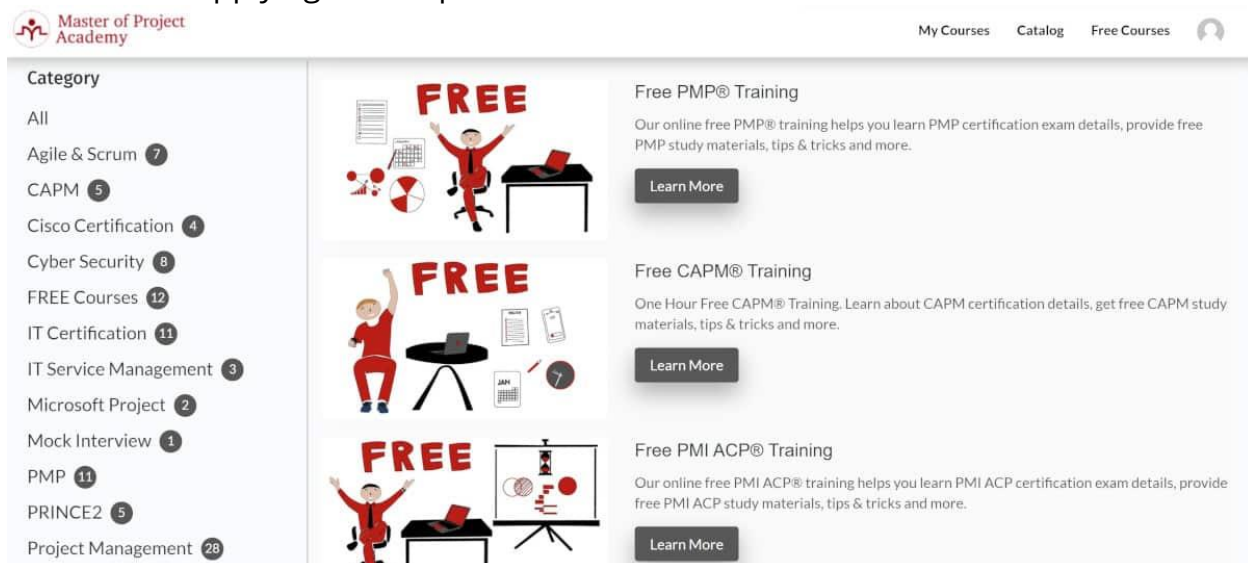 Master of Project
Academy
My Courses
Catalog
Free Courses
Category
All
Agile & Scrum 7
CAPM 5
Cisco Certification 4
Cyber Security 8
FREE Courses 12
IT Certification 11
IT Service Management 3
Microsoft Project 2
Mock Interview 1
PMP 11
PRINCE2 5
Project Management 28
FREE
Free PMP® Training
Our online free PMP® training helps you learn PMP certification exam details, provide free
PMP study materials, tips & tricks and more.
Learn More
FREE
JAN
Free CAPM® Training
One Hour Free CAPM® Training. Learn about CAPM certification details, get free CAPM study
materials, tips & tricks and more.
Learn More
FREE
Free PMI ACP® Training
Our online free PMI ACP® training helps you learn PMI ACP certification exam details, provide
free PMI ACP study materials, tips & tricks and more.
Learn More